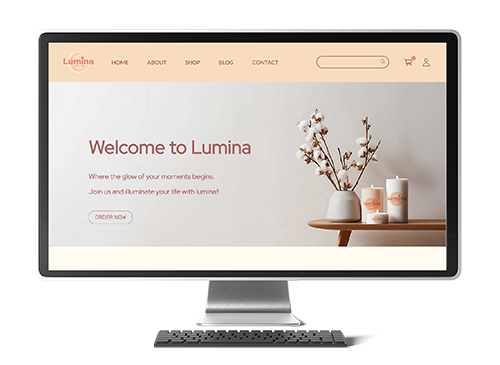 Lumina
HOME ABOUT SHOP BLOG CONTACT
Welcome to Lumina
Where the glow of your moments begins.
Join us and illuminate your life with lumina!!
ORDER NOW
Lumina